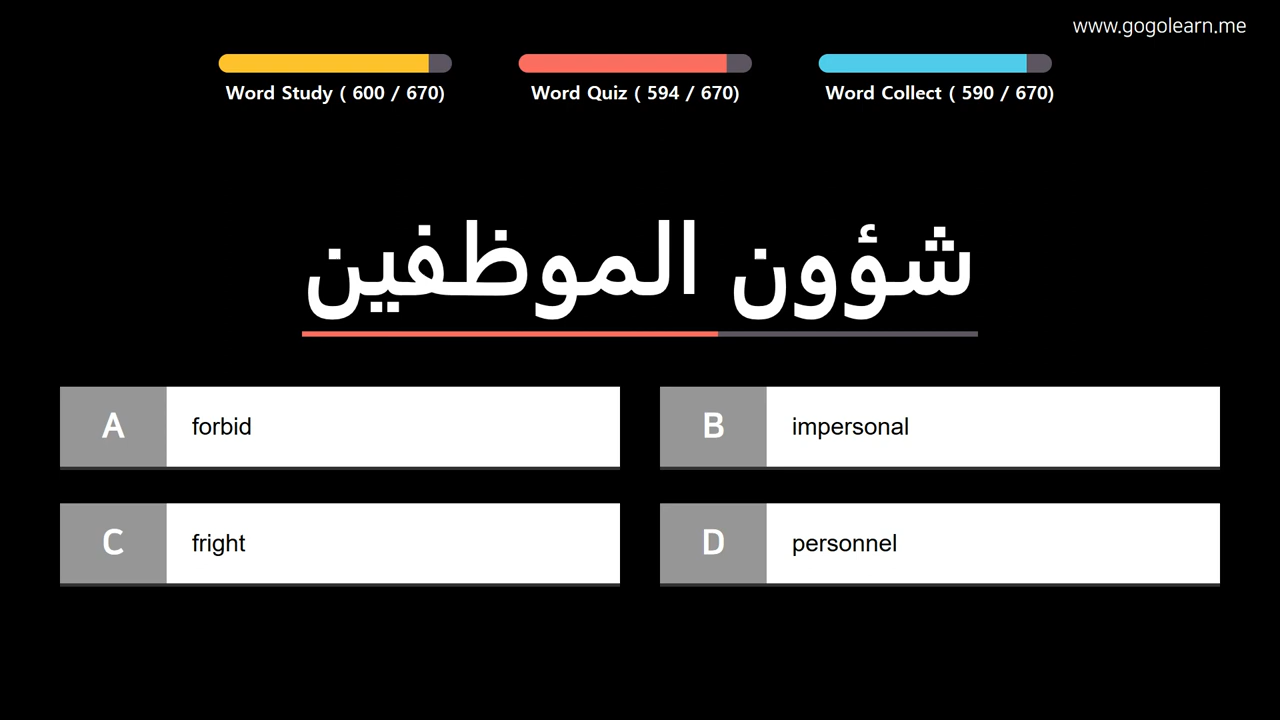 www.gogolearn.me
Word Study ( 600 / 670)
Word Quiz ( 594 / 670)
Word Collect ( 590 / 670)
شؤون الموظفين
A forbid
B impersonal
C fright
D personnel